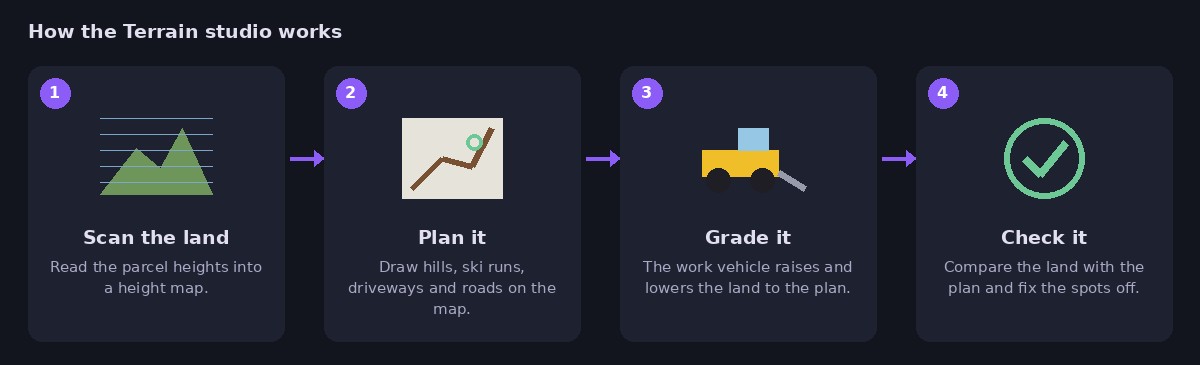 How the Terrain studio works
1
Scan the land
Read the parcel heights into
a height map.
2
Plan it
Draw hills, ski runs,
driveways and roads on the
map.
3
Grade it
The work vehicle raises and
lowers the land to the plan.
4
Check it
Compare the land with the
plan and fix the spots off.